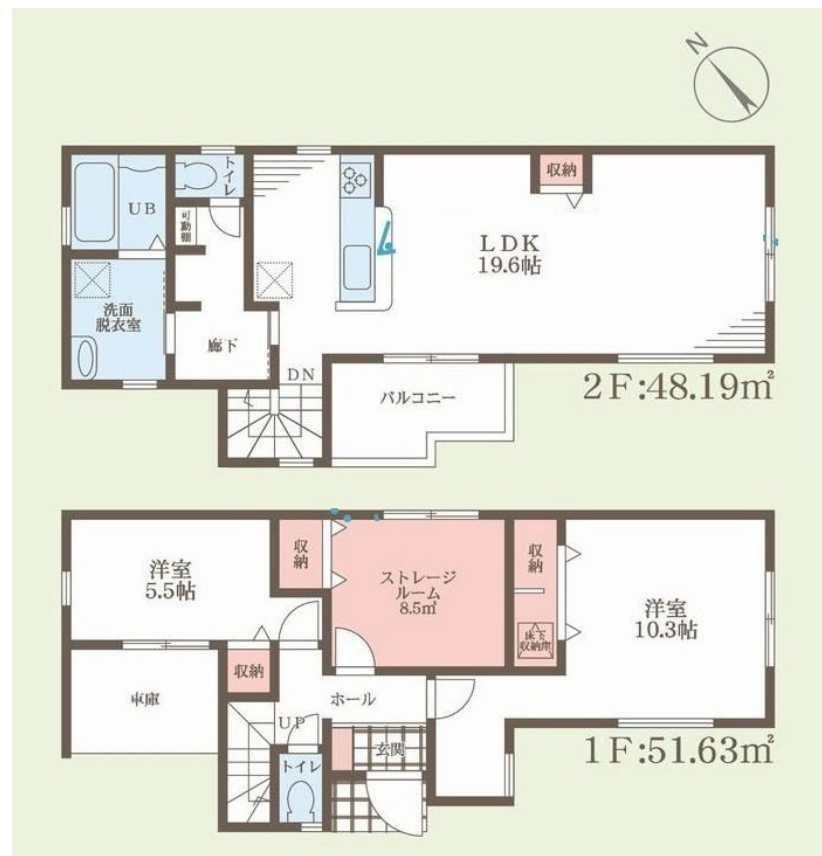 N
トイレ
収納
UB
可動棚
LDK
19.6帖
洗面
脱衣室
廊下
DN
バルコニー
2F:48.19㎡
洋室
5.5帖
収納
ストレージ
ルーム
8.5㎡
収納
洋室
10.3帖
床下
収納庫
収納
車庫
ホール
UP
玄関
1F:51.63㎡
トイレ